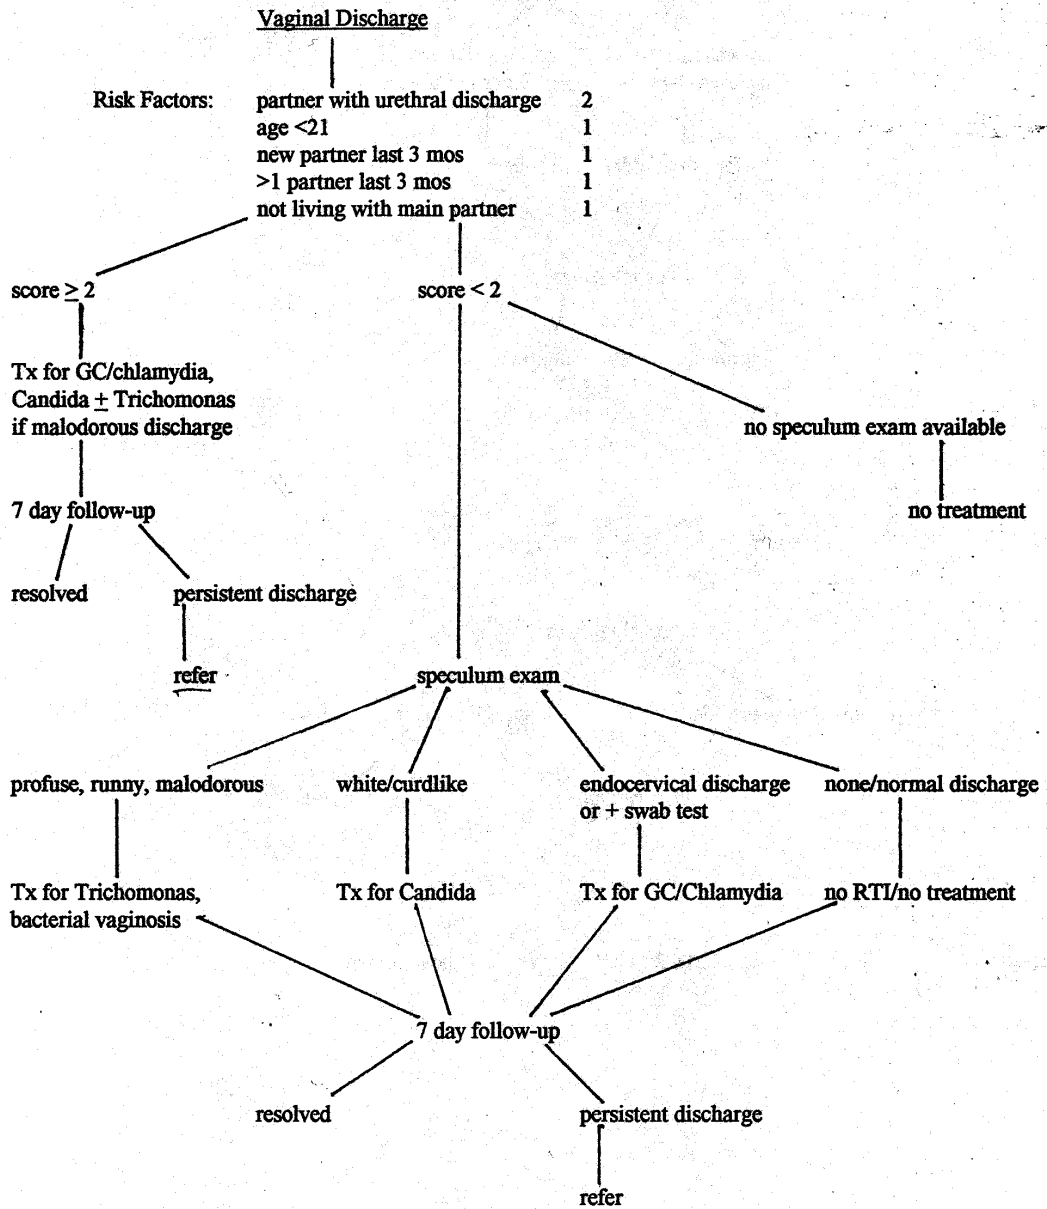 Vaginal Discharge
Risk Factors: partner with urethral discharge 2
age <21 1
new partner last 3 mos 1
>1 partner last 3 mos 1
not living with main partner 1
score ≥ 2
score < 2
Tx for GC/chlamydia,
Candida ± Trichomonas
if malodorous discharge
no speculum exam available
7 day follow-up
no treatment
resolved
persistent discharge
refer
speculum exam
profuse, runny, malodorous
white/curdlike
endocervical discharge
or + swab test
none/normal discharge
Tx for Trichomonas,
bacterial vaginosis
Tx for Candida
Tx for GC/Chlamydia
no RTI/no treatment
7 day follow-up
resolved
persistent discharge
refer